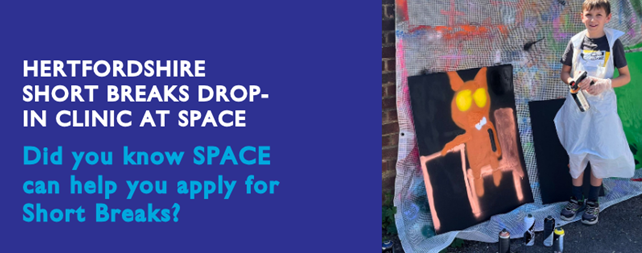 HERTFORDSHIRE
SHORT BREAKS DROP-
IN CLINIC AT SPACE
Did you know SPACE
can help you apply for
Short Breaks?